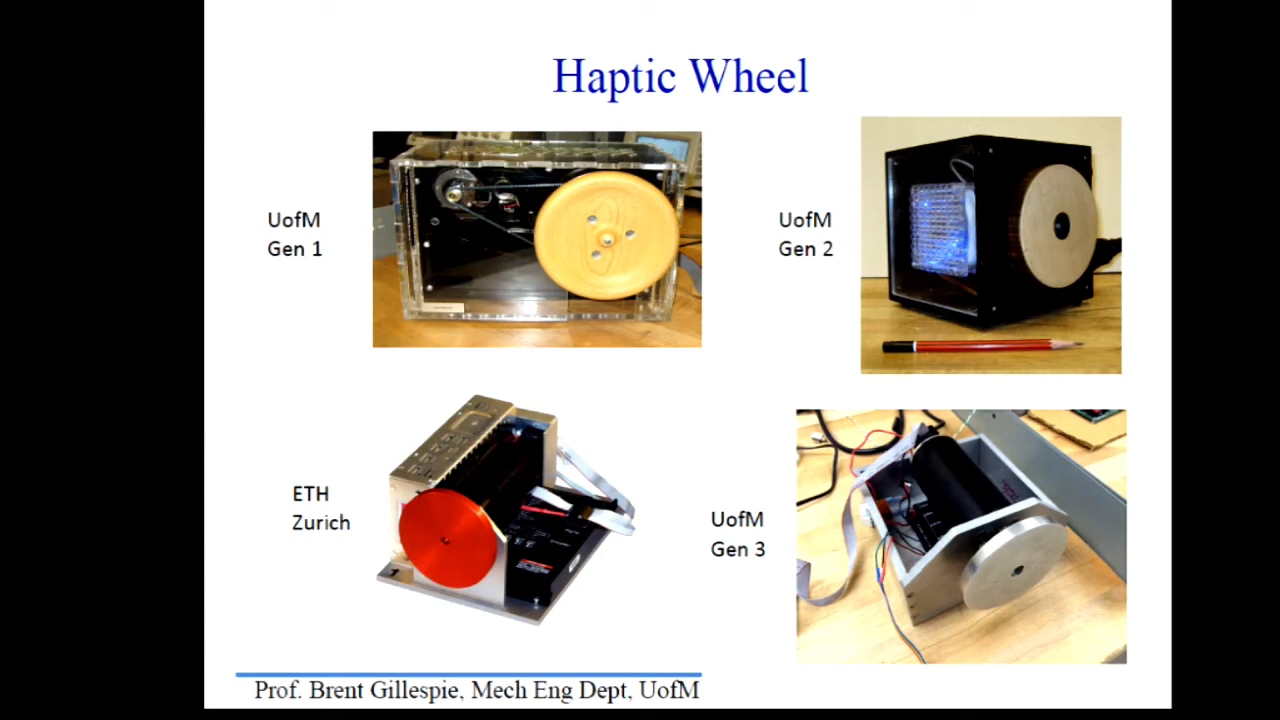 Haptic Wheel
UofM
Gen 1
UofM
Gen 2
ETH
Zurich
UofM
Gen 3
1
Prof. Brent Gillespie, Mech Eng Dept, UofM